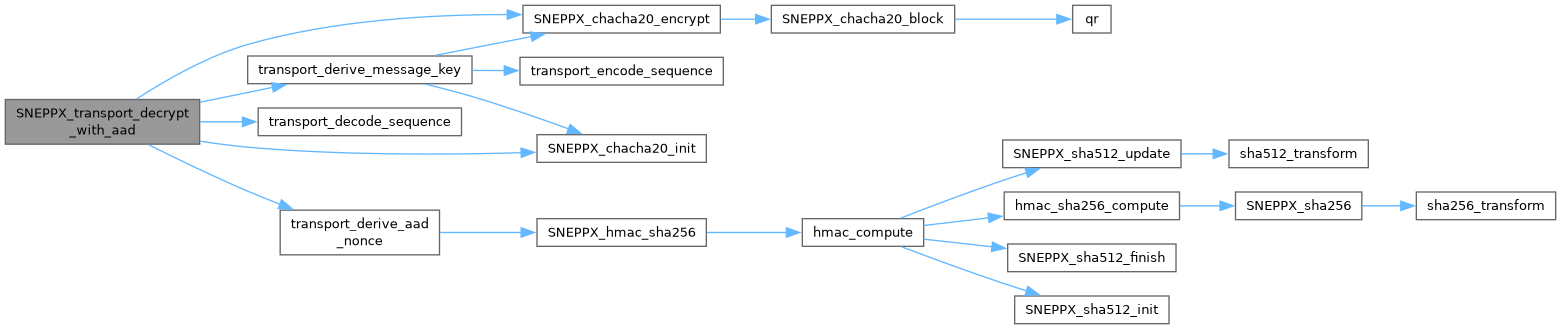 SNEPPX_transport_decrypt
_with_aad
SNEPPX_chacha20_encrypt
SNEPPX_chacha20_block
qr
transport_derive_message_key
transport_encode_sequence
transport_decode_sequence
SNEPPX_chacha20_init
transport_derive_aad
_nonce
SNEPPX_hmac_sha256
hmac_compute
SNEPPX_sha512_update
sha512_transform
hmac_sha256_compute
SNEPPX_sha256
sha256_transform
SNEPPX_sha512_finish
SNEPPX_sha512_init